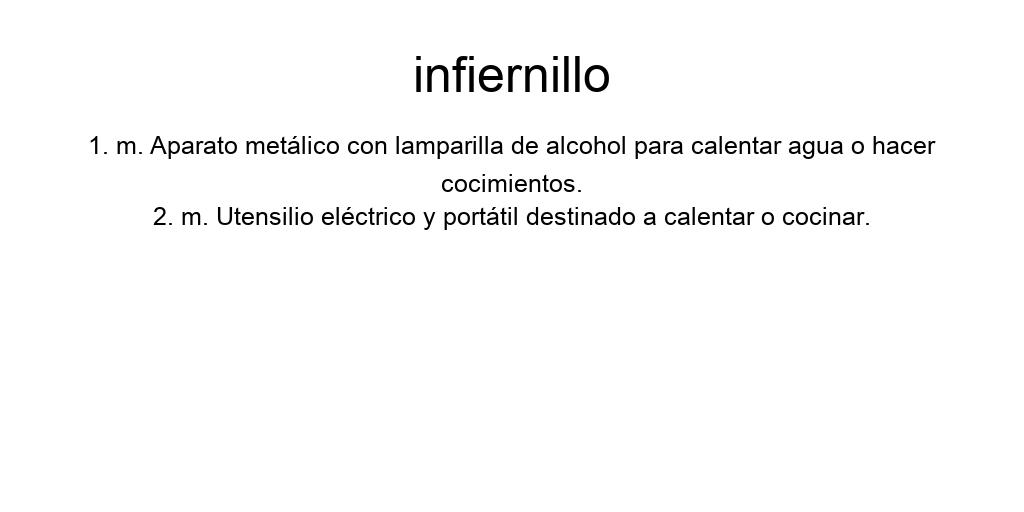 infiernillo
1. m. Aparato metálico con lamparilla de alcohol para calentar agua o hacer
cocimientos.
2. m. Utensilio eléctrico y portátil destinado a calentar o cocinar.